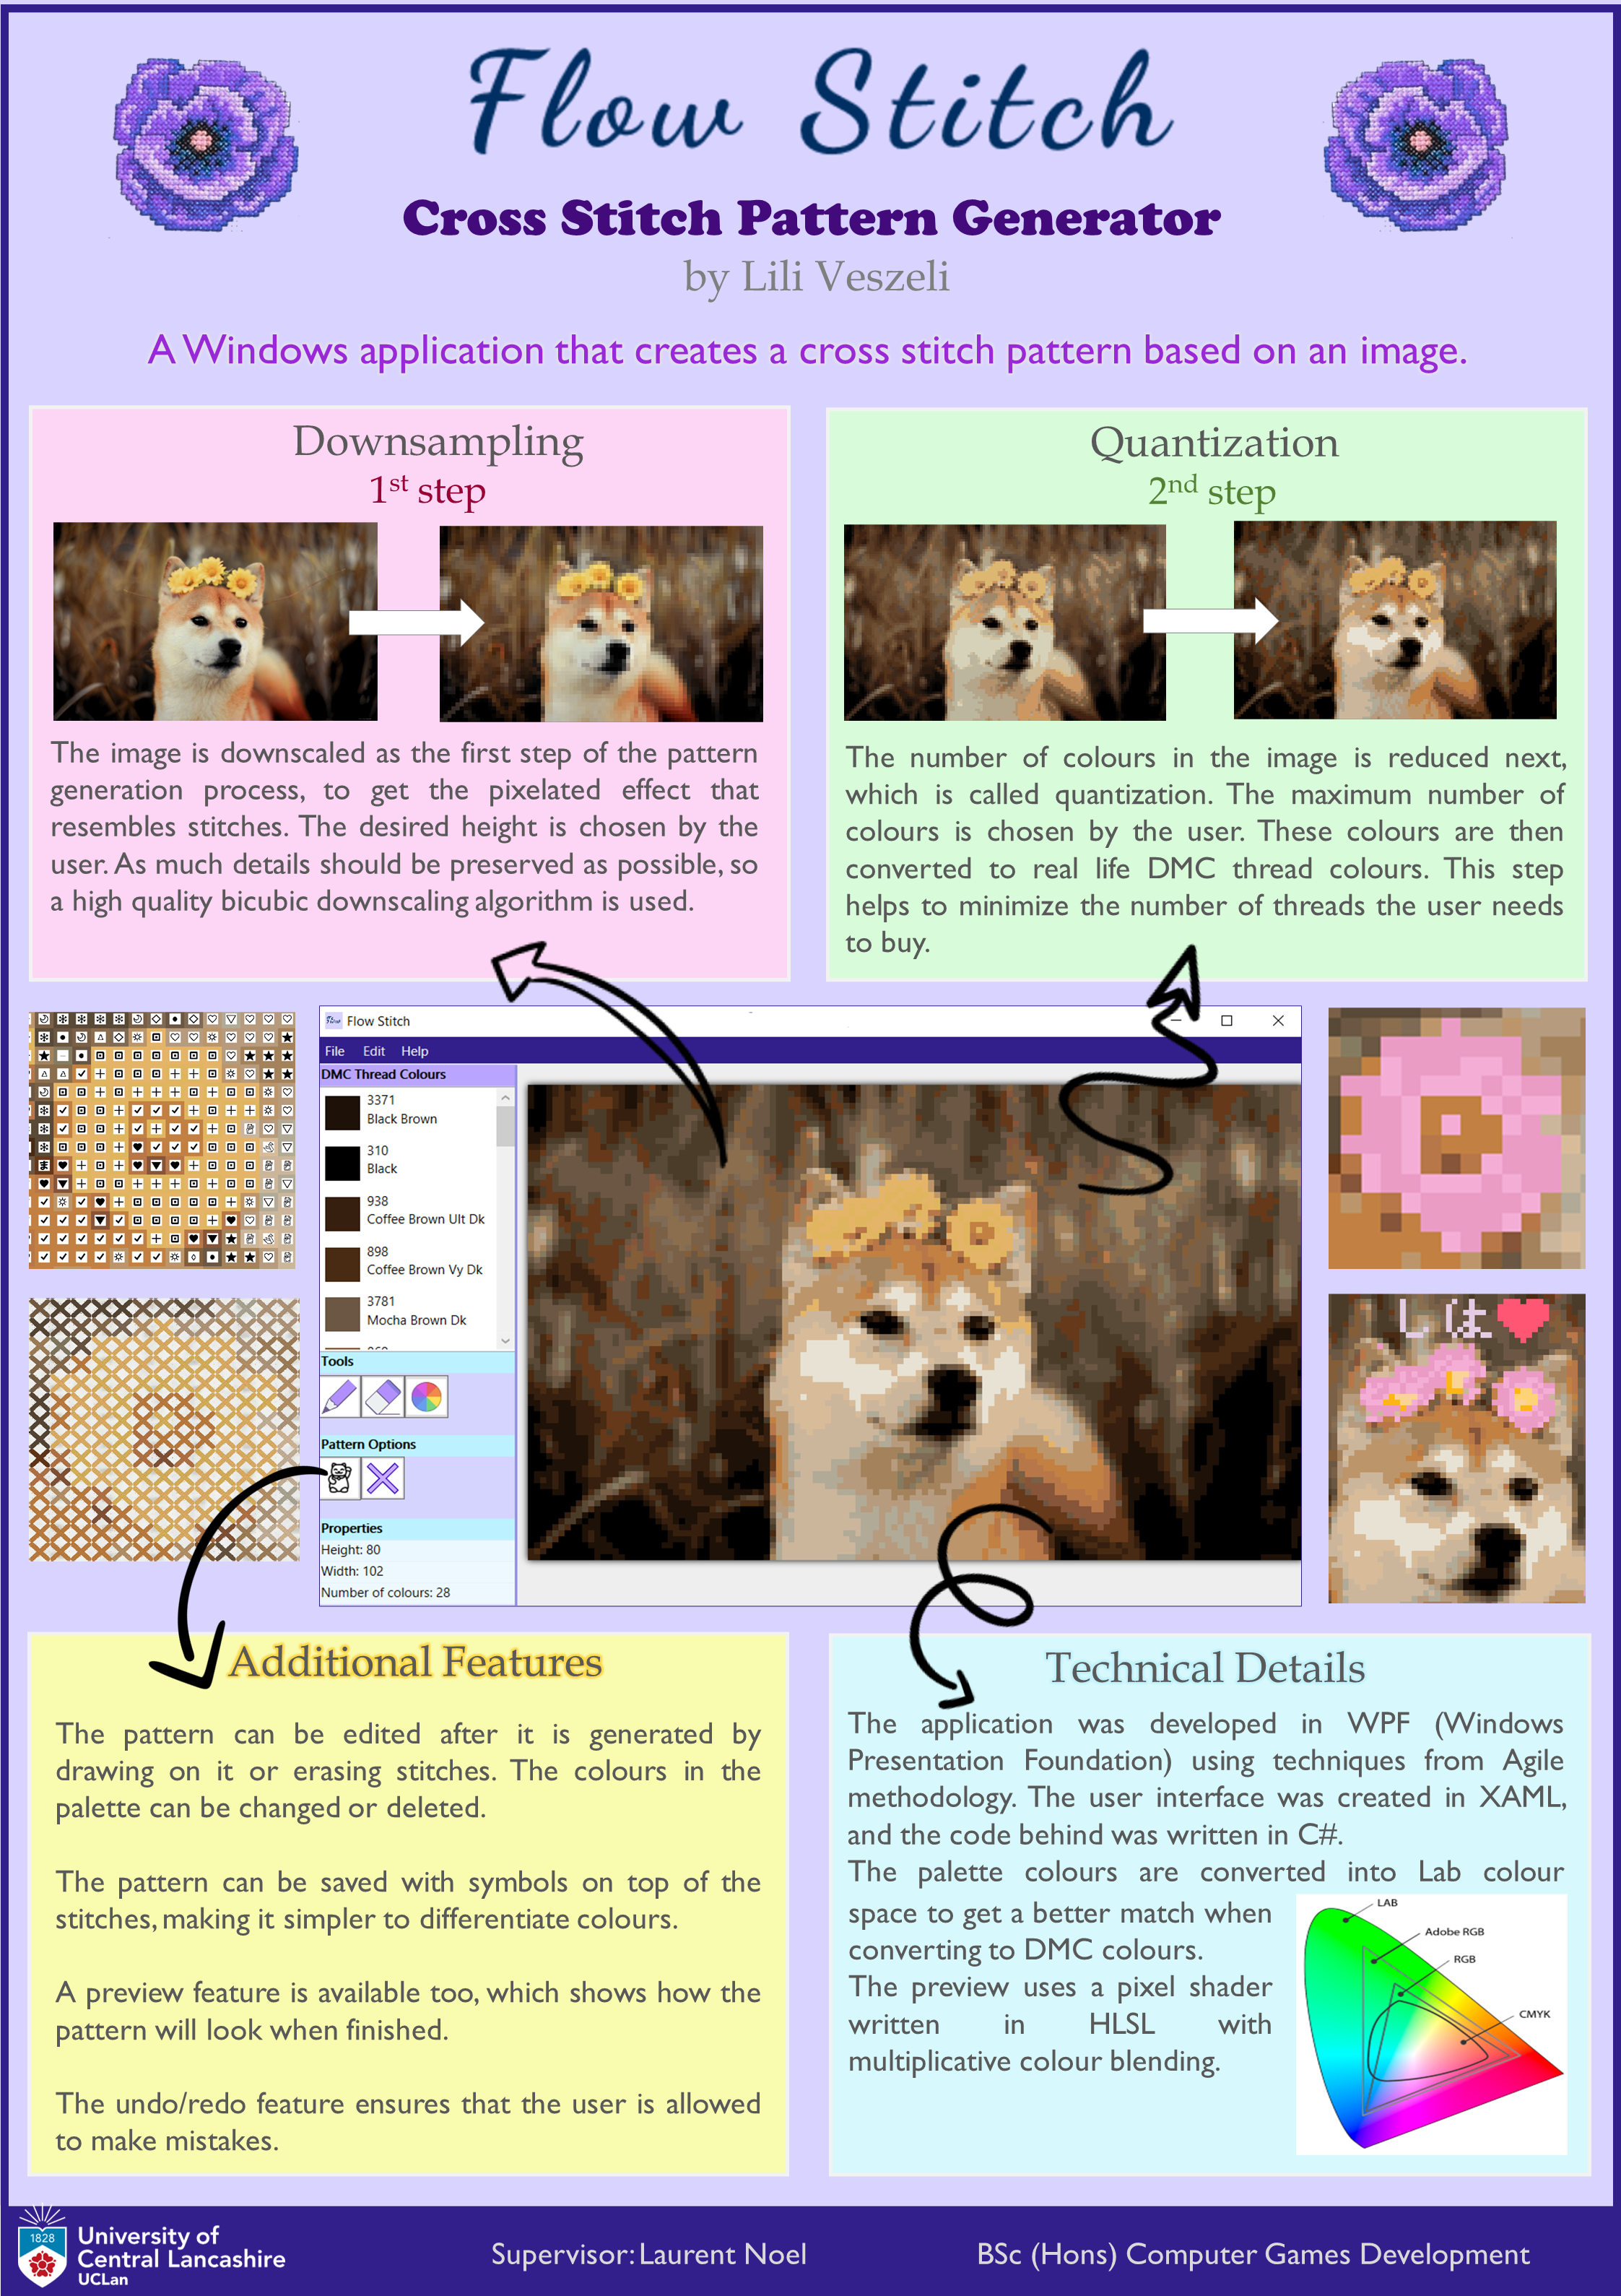 Flow Stitch
Cross Stitch Pattern Generator
by Lili Veszeli
A Windows application that creates a cross stitch pattern based on an image.
Downsampling
1st step
The image is downscaled as the first step of the pattern
generation process, to get the pixelated effect that
resembles stitches. The desired height is chosen by the
user. As much details should be preserved as possible, so
a high quality bicubic downscaling algorithm is used.
Quantization
2nd step
The number of colours in the image is reduced next,
which is called quantization. The maximum number of
colours is chosen by the user. These colours are then
converted to real life DMC thread colours. This step
helps to minimize the number of threads the user needs
to buy.
Flow Stitch
File Edit Help
DMC Thread Colours
3371
Black Brown
310
Black
938
Coffee Brown Ult Dk
898
Coffee Brown Vy Dk
3781
Mocha Brown Dk
Tools
Pattern Options
Properties
Height: 80
Width: 102
Number of colours: 28
しば
Additional Features
The pattern can be edited after it is generated by
drawing on it or erasing stitches. The colours in the
palette can be changed or deleted.
The pattern can be saved with symbols on top of the
stitches, making it simpler to differentiate colours.
A preview feature is available too, which shows how the
pattern will look when finished.
The undo/redo feature ensures that the user is allowed
to make mistakes.
Technical Details
The application was developed in WPF (Windows
Presentation Foundation) using techniques from Agile
methodology. The user interface was created in XAML,
and the code behind was written in C#.
The palette colours are converted into Lab colour
space to get a better match when
converting to DMC colours.
The preview uses a pixel shader
written in HLSL with
multiplicative colour blending.
LAB
Adobe RGB
RGB
CMYK
1828
University of
Central Lancashire
UCLan
Supervisor: Laurent Noel
BSc (Hons) Computer Games Development